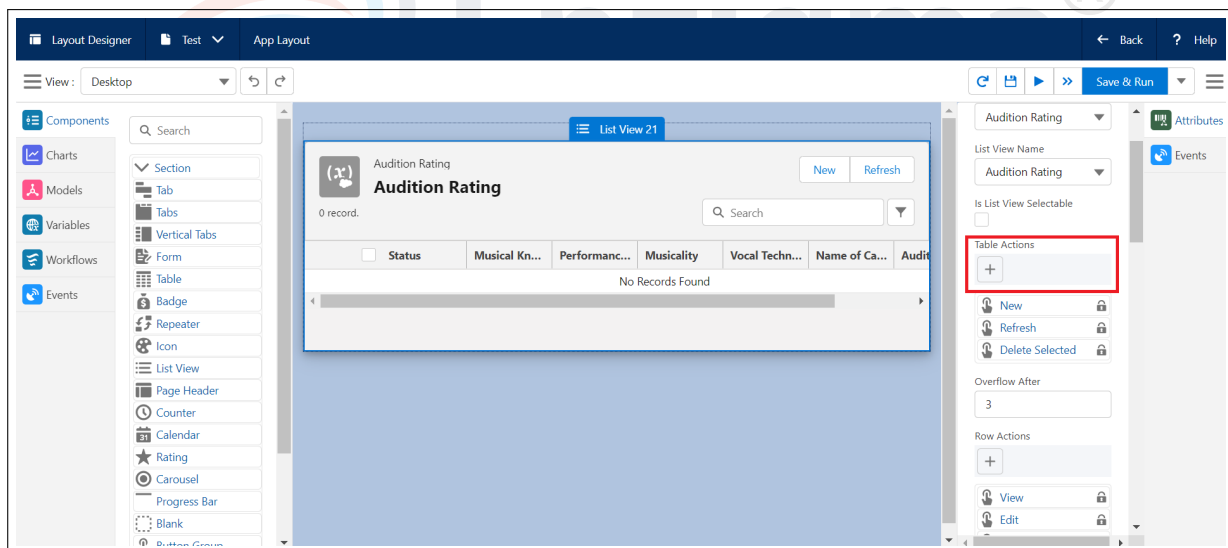 Layout Designer Test App Layout Back ? Help
View : Desktop Save & Run
Components
Charts
Models
Variables
Workflows
Events
Search
Section
Tab
Tabs
Vertical Tabs
Form
Table
Badge
Repeater
Icon
List View
Page Header
Counter
Calendar
Rating
Carousel
Progress Bar
Blank
Button Group
List View 21
Audition Rating
Audition Rating
New Refresh
0 record.
Search
Status Musical Kn... Performanc... Musicality Vocal Techn... Name of Ca... Audit
No Records Found
Audition Rating
List View Name
Audition Rating
Is List View Selectable
Table Actions
+
New
Refresh
Delete Selected
Overflow After
3
Row Actions
+
View
Edit
Attributes
Events